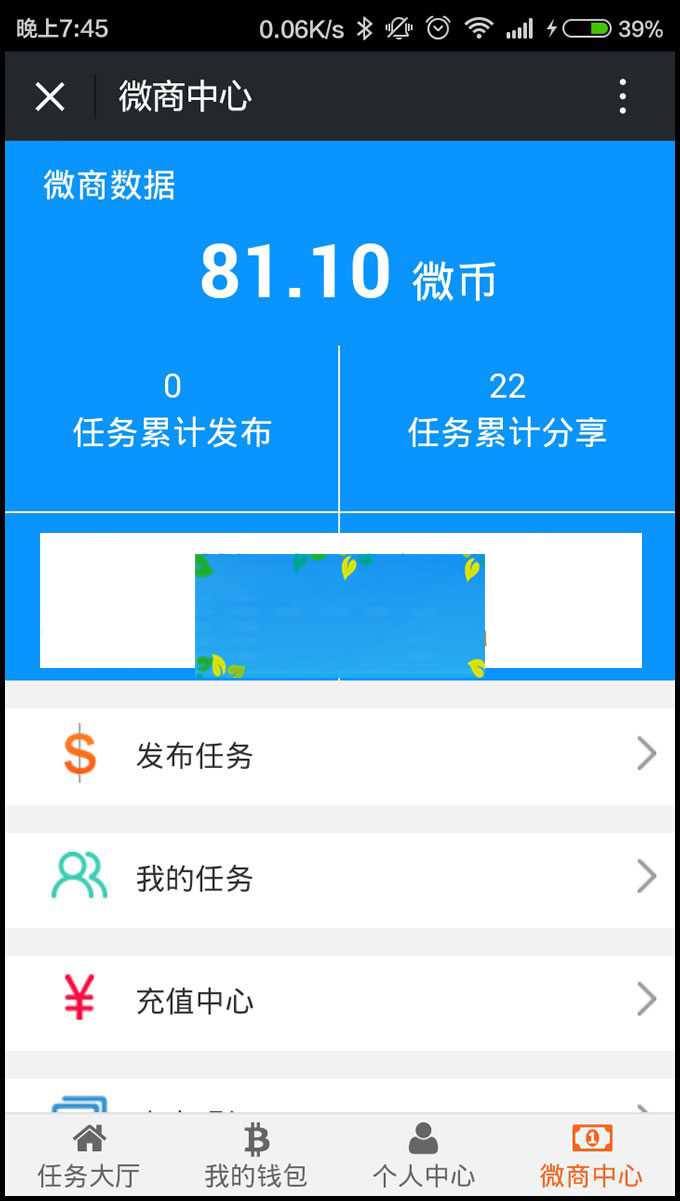 晚上7:45 0.06K/s 39%
微商中心
微商数据
81.10 微币
0 22
任务累计发布 任务累计分享
发布任务
我的任务
充值中心
任务大厅 我的钱包 个人中心 微商中心